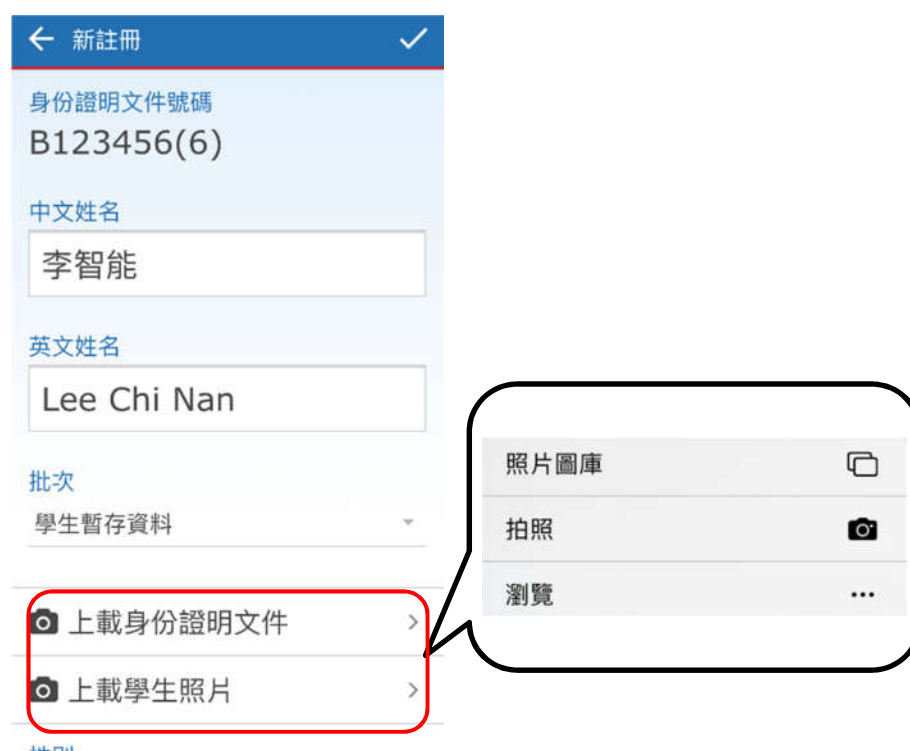 新註冊
身份證明文件號碼
B123456(6)
中文姓名
李智能
英文姓名
Lee Chi Nan
批次
學生暫存資料
上載身份證明文件
上載學生照片
照片圖庫
拍照
瀏覽